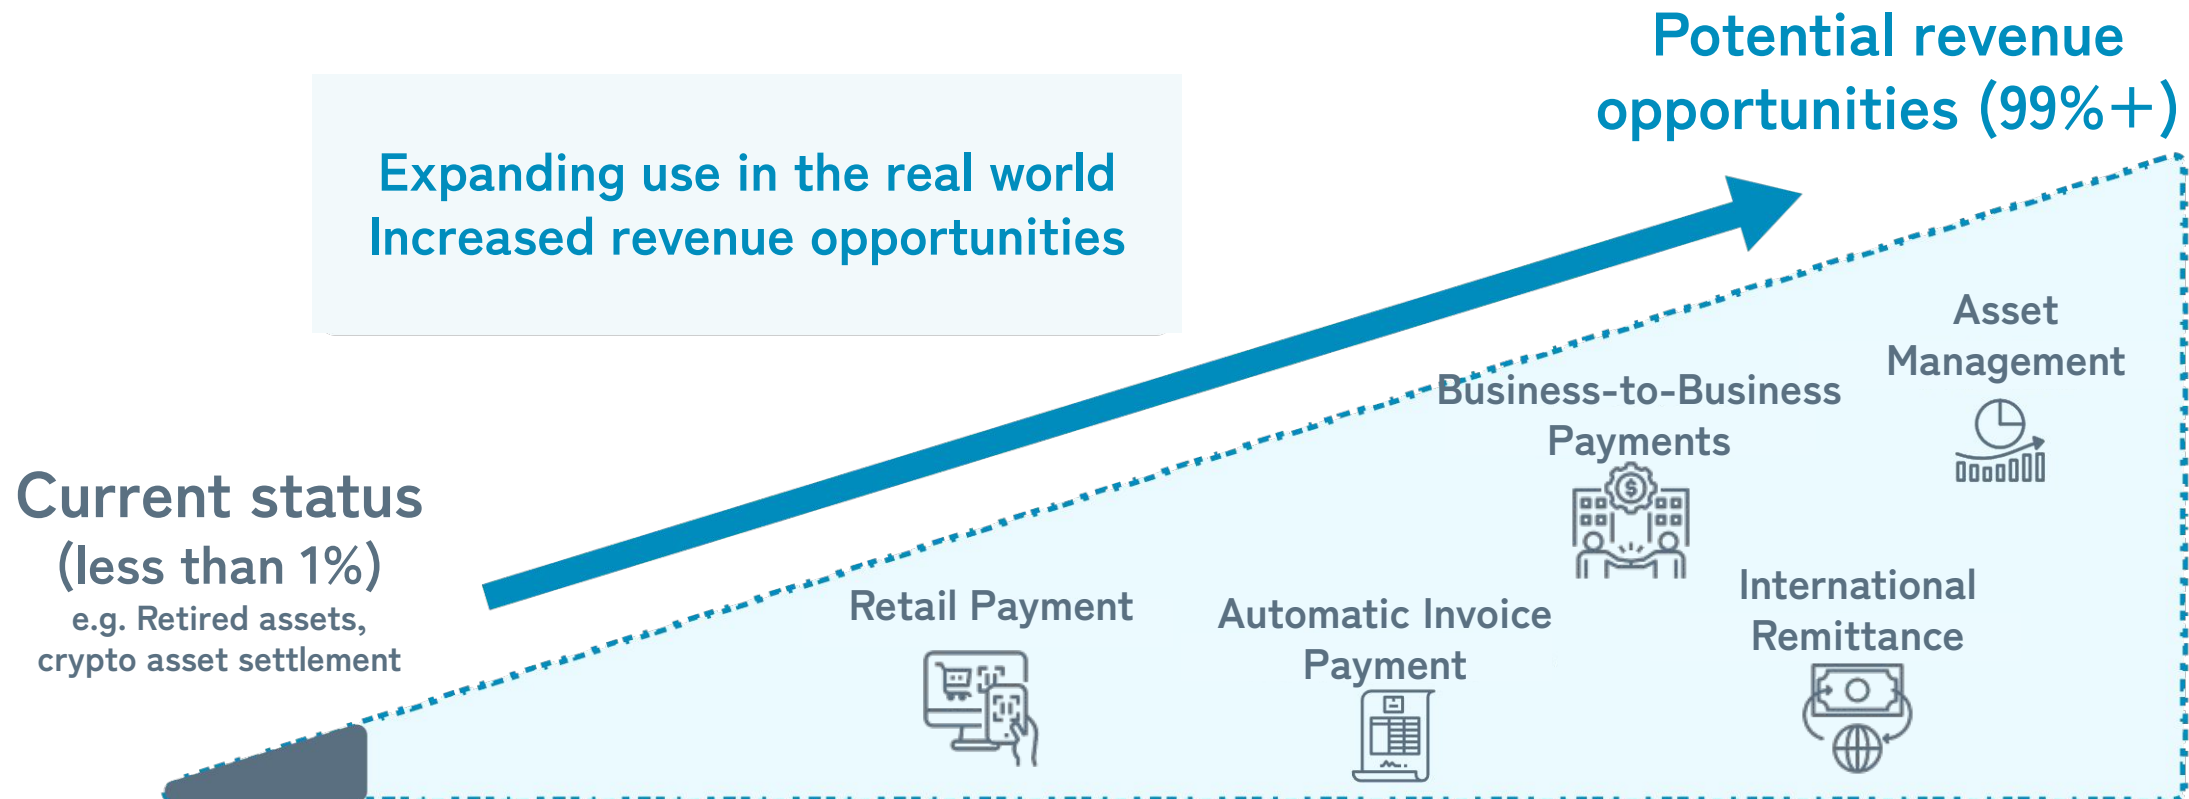 Potential revenue
opportunities (99%+)
Expanding use in the real world
Increased revenue opportunities
Current status
(less than 1%)
e.g. Retired assets,
crypto asset settlement
Retail Payment
Automatic Invoice
Payment
Business-to-Business
Payments
International
Remittance
Asset
Management